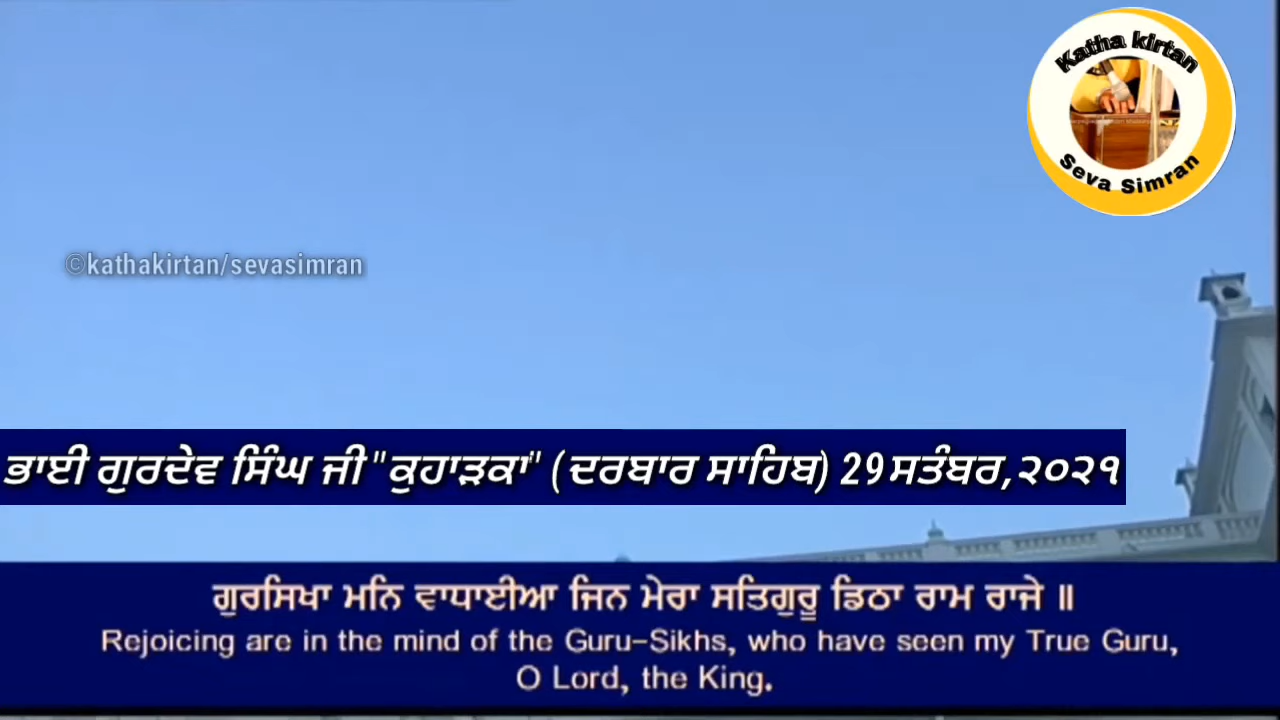 Katha kirtan
Seva Simran
©kathakirtan/sevasimran
ਭਾਈ ਗੁਰਦੇਵ ਸਿੰਘ ਜੀ "ਕੁਹਾੜਕਾ" (ਦਰਬਾਰ ਸਾਹਿਬ) 29 ਸਤੰਬਰ,੨੦੨੧
ਗੁਰਸਿਖਾ ਮਨਿ ਵਾਧਾਈਆ ਜਿਨ ਮੇਰਾ ਸਤਿਗੁਰੂ ਡਿਠਾ ਰਾਮ ਰਾਜੇ ॥
Rejoicing are in the mind of the Guru-Sikhs, who have seen my True Guru,
O Lord, the King.